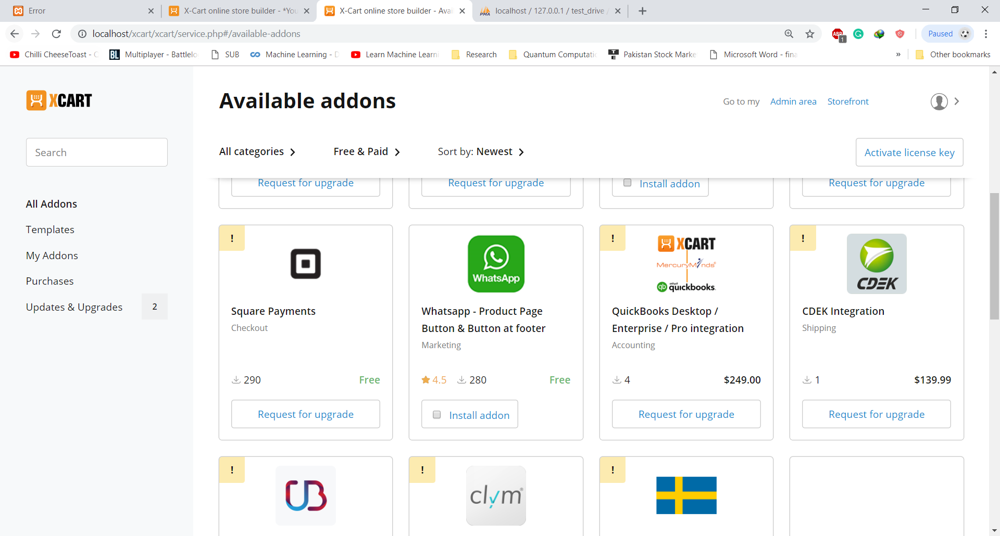 Error
X-Cart online store builder - *You
X-Cart online store builder - Avai
localhost / 127.0.0.1 / test_drive /
localhost/xcart/xcart/service.php#/available-addons
ABP
1
Paused
Chilli CheeseToast - C
BL Multiplayer - Battlelo
SUB
Machine Learning - D
Learn Machine Learni
Research
Quantum Computatic
Pakistan Stock Marke
Microsoft Word - fina
»
Other bookmarks
XCART
Available addons
Go to my Admin area Storefront
Search
All categories
Free & Paid
Sort by: Newest
Activate license key
Request for upgrade
Request for upgrade
Install addon
Request for upgrade
All Addons
Templates
My Addons
Purchases
Updates & Upgrades 2
!
Square Payments
Checkout
290 Free
Request for upgrade
WhatsApp
Whatsapp - Product Page
Button & Button at footer
Marketing
4.5 280 Free
Install addon
!
XCART
MercuryMinds
intuit
quickbooks.
QuickBooks Desktop /
Enterprise / Pro integration
Accounting
4 $249.00
Request for upgrade
!
CDEK
CDEK Integration
Shipping
1 $139.99
Request for upgrade
!
UB
!
clym®
!